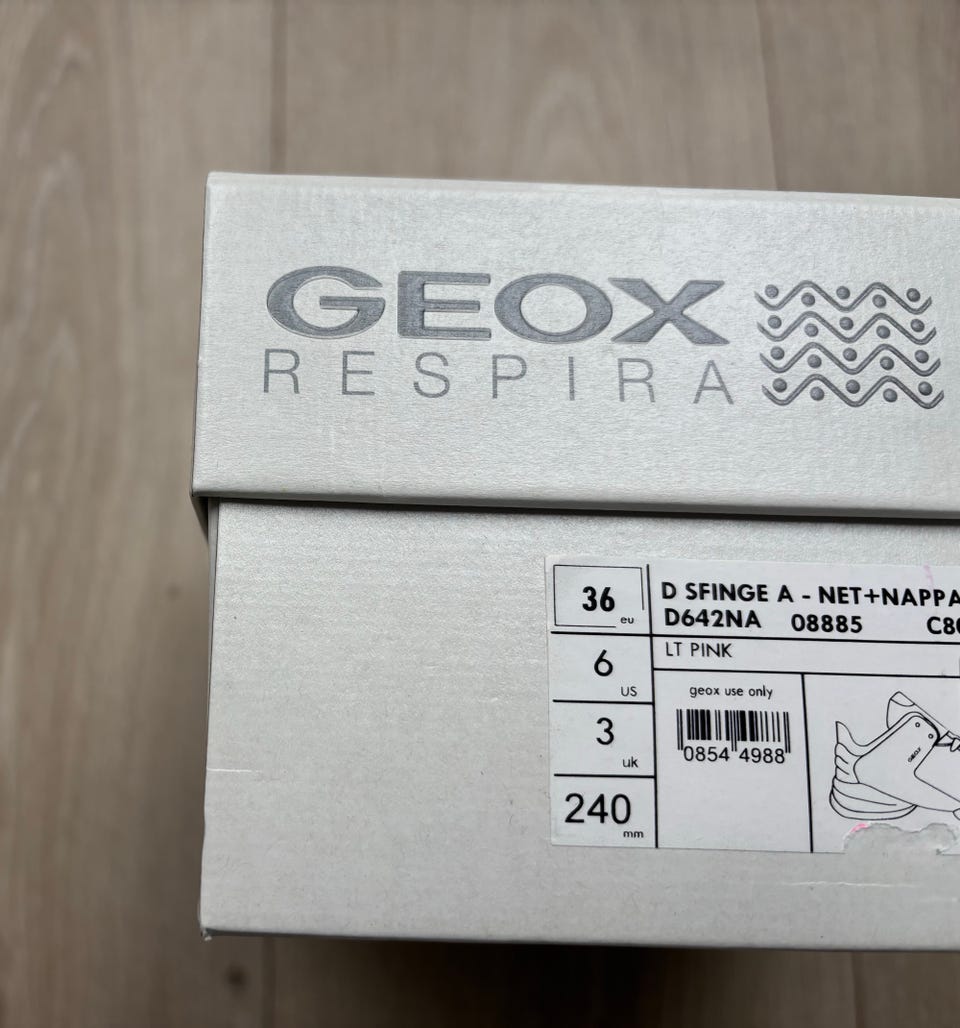 GEOX
RESPIRA
36 eu
D SFINGE A - NET+NAPPA
D642NA 08885
6 US
LT PINK
3 uk
geox use only
0854 4988
240 mm
GEOX